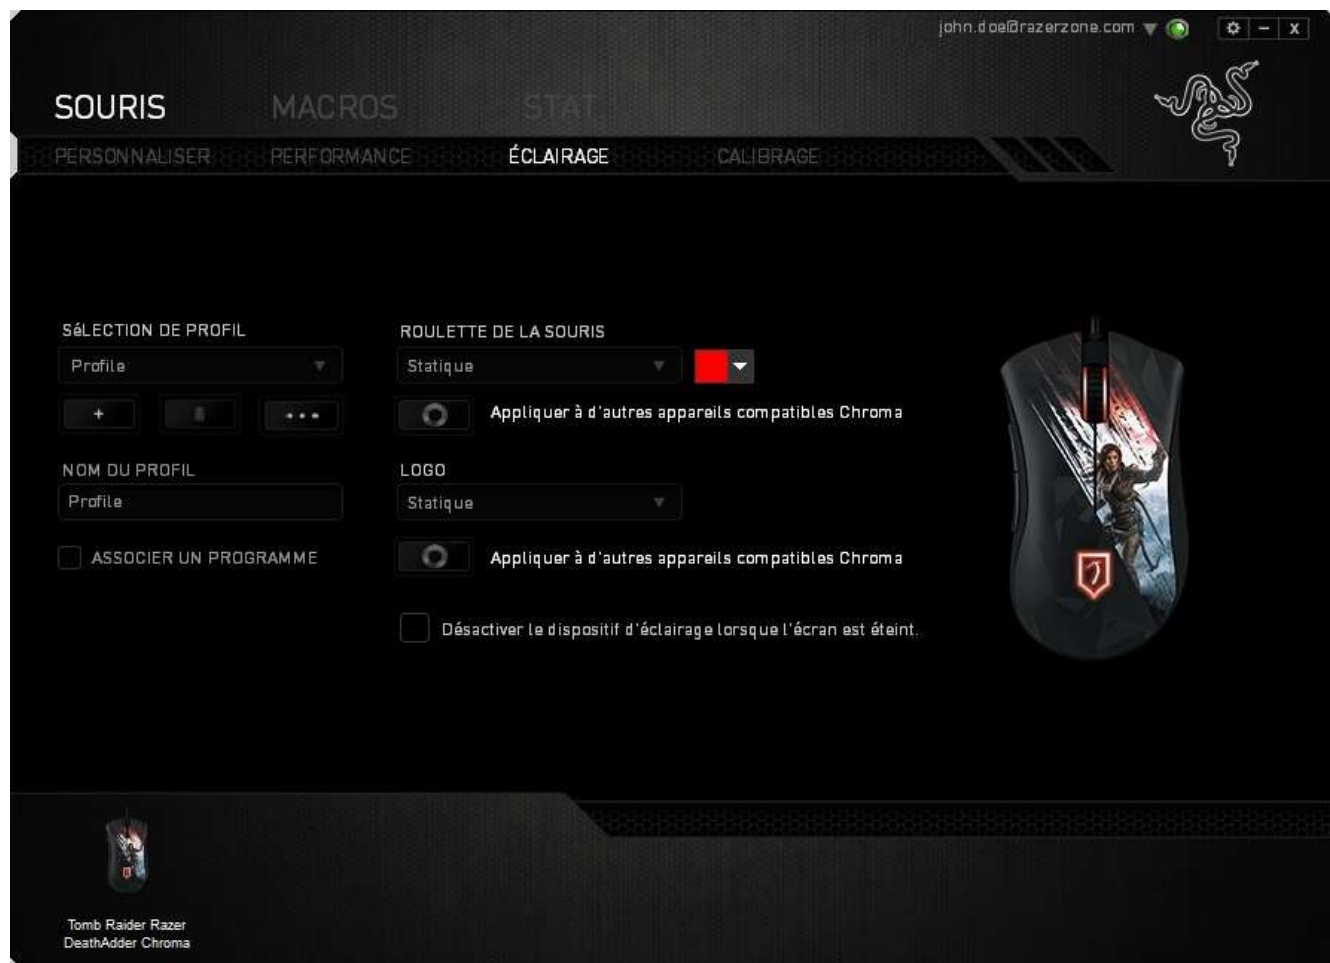 john.doe@razerzone.com
SOURIS MACROS STAT
PERSONNALISER PERFORMANCE ÉCLAIRAGE CALIBRAGE
SéLECTION DE PROFIL
Profile
NOM DU PROFIL
Profile
ASSOCIER UN PROGRAMME
ROULETTE DE LA SOURIS
Statique
Appliquer à d'autres appareils compatibles Chroma
LOGO
Statique
Appliquer à d'autres appareils compatibles Chroma
Désactiver le dispositif d'éclairage lorsque l'écran est éteint.
Tomb Raider Razer
DeathAdder Chroma